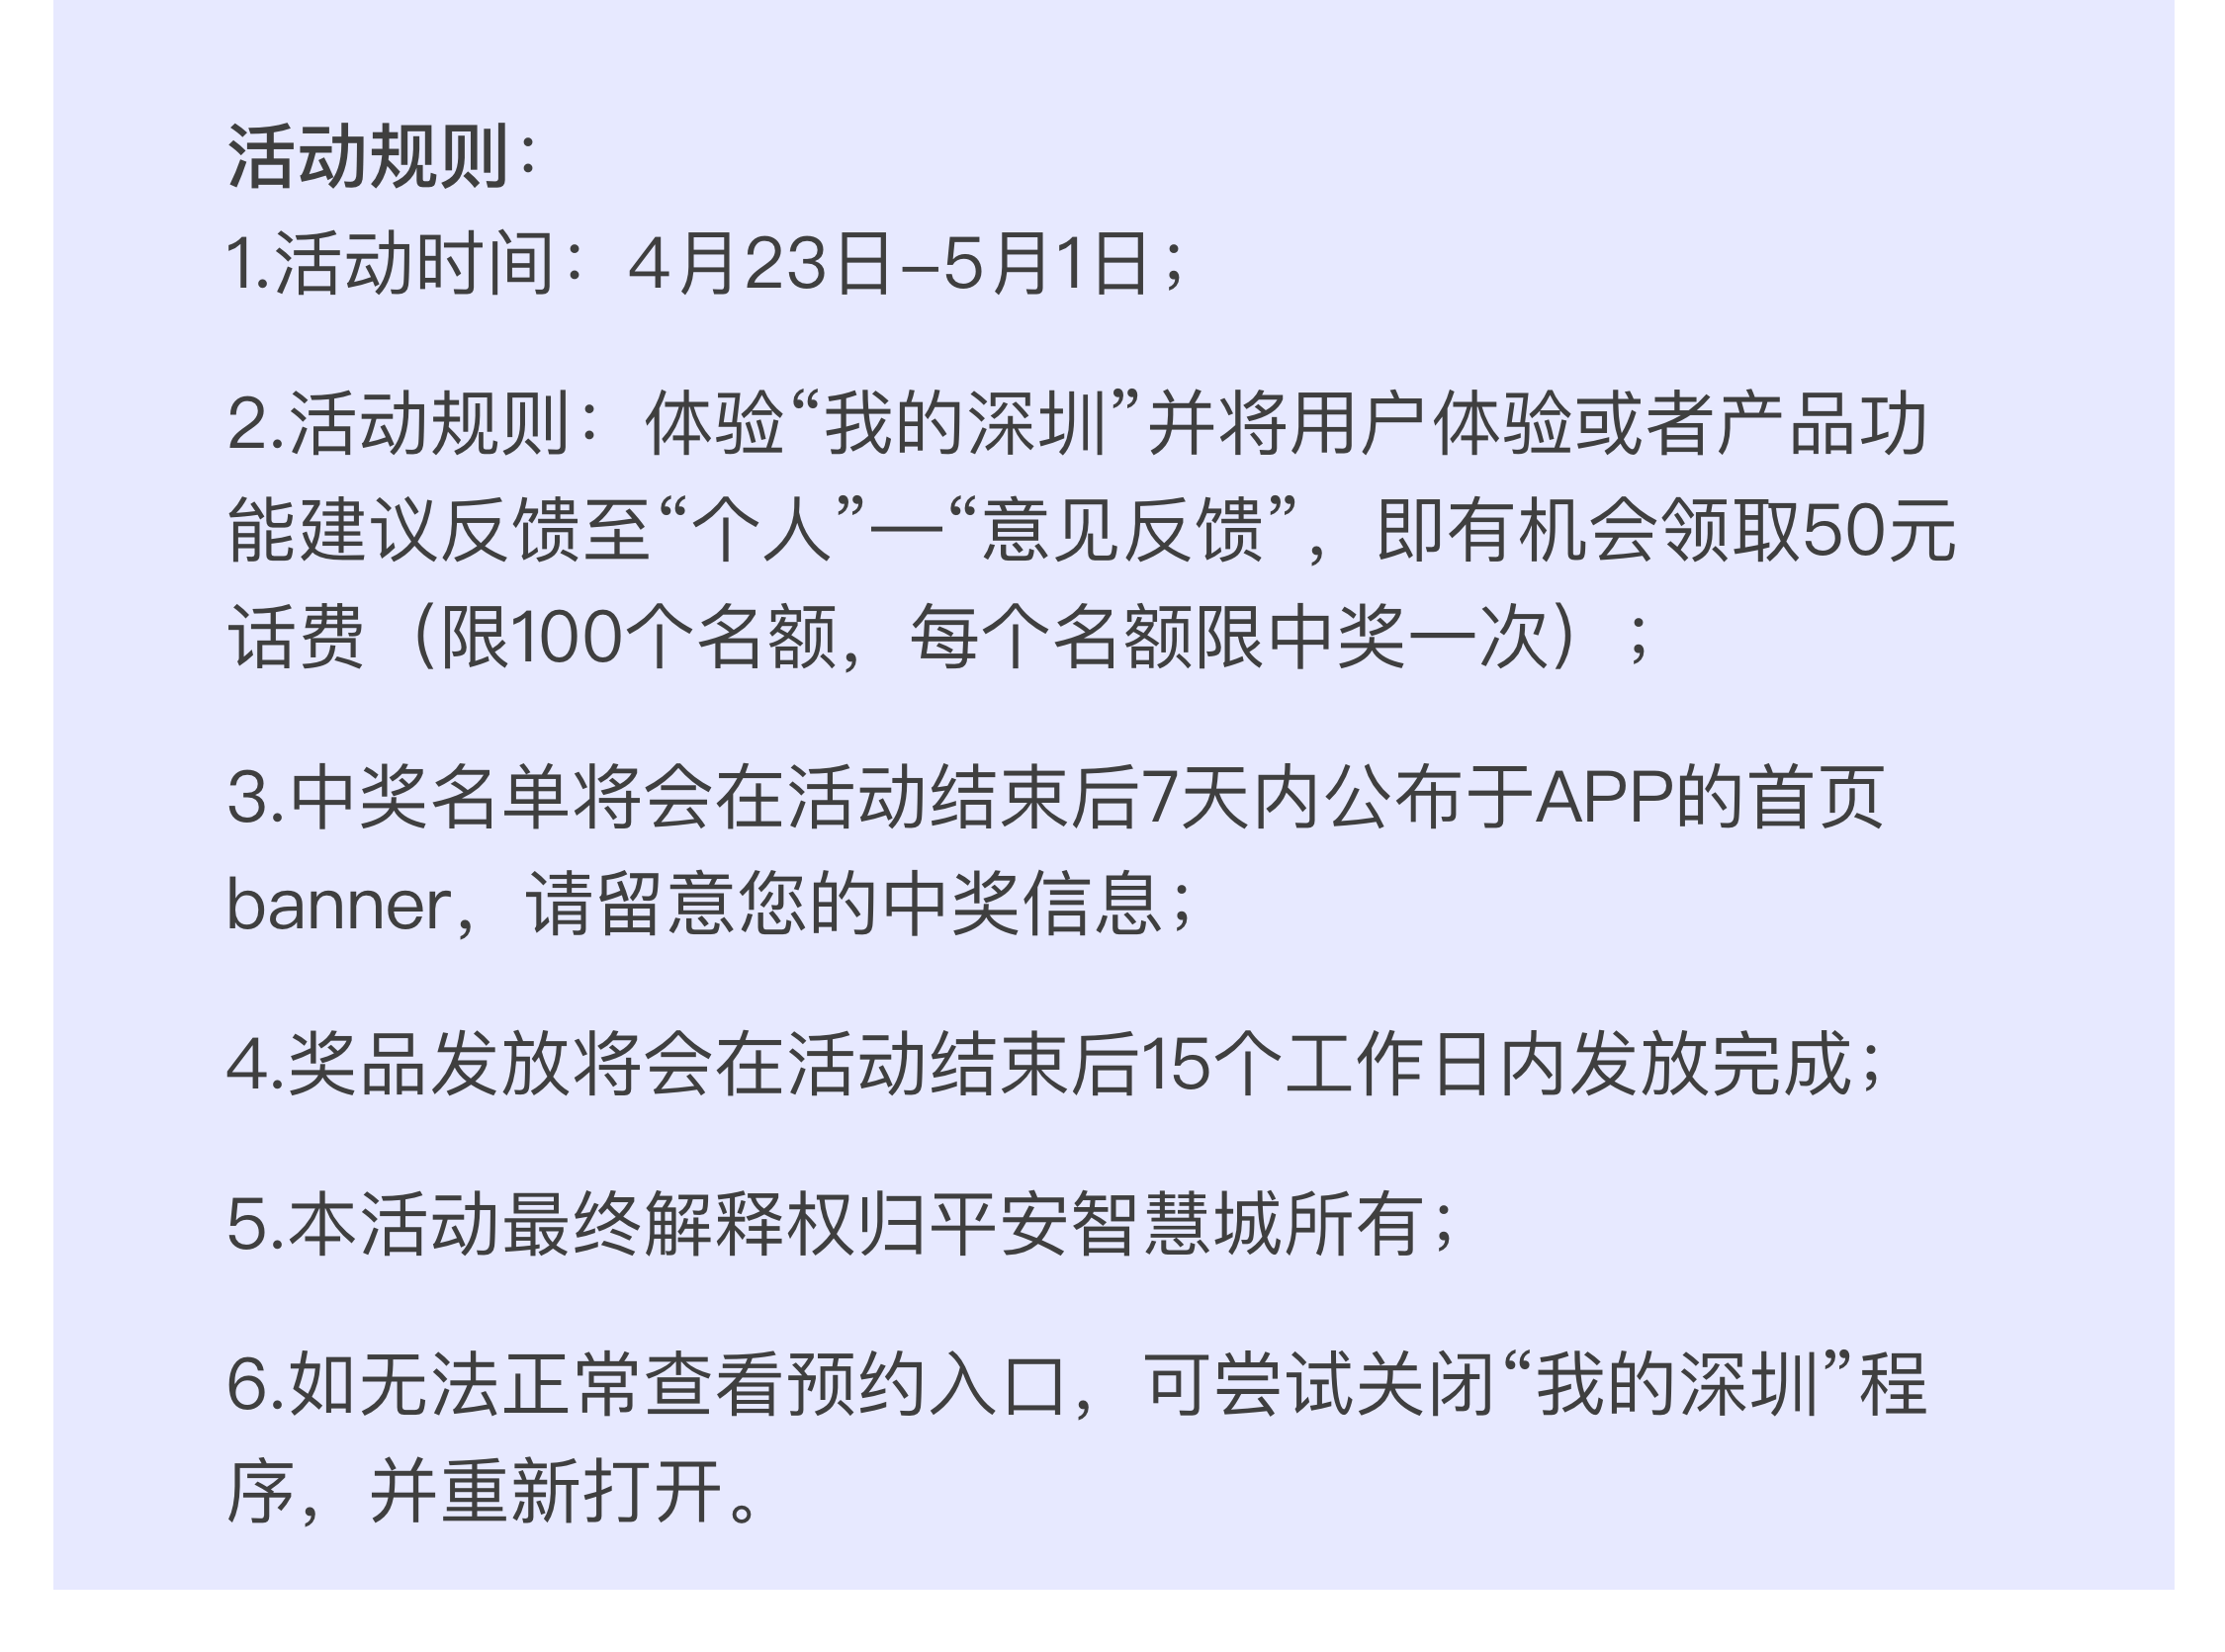 活动规则：
1.活动时间：4月23日–5月1日；
2.活动规则：体验“我的深圳”并将用户体验或者产品功
能建议反馈至“个人”—“意见反馈”，即有机会领取50元
话费（限100个名额，每个名额限中奖一次）；
3.中奖名单将会在活动结束后7天内公布于APP的首页
banner，请留意您的中奖信息；
4.奖品发放将会在活动结束后15个工作日内发放完成；
5.本活动最终解释权归平安智慧城所有；
6.如无法正常查看预约入口，可尝试关闭“我的深圳”程
序，并重新打开。